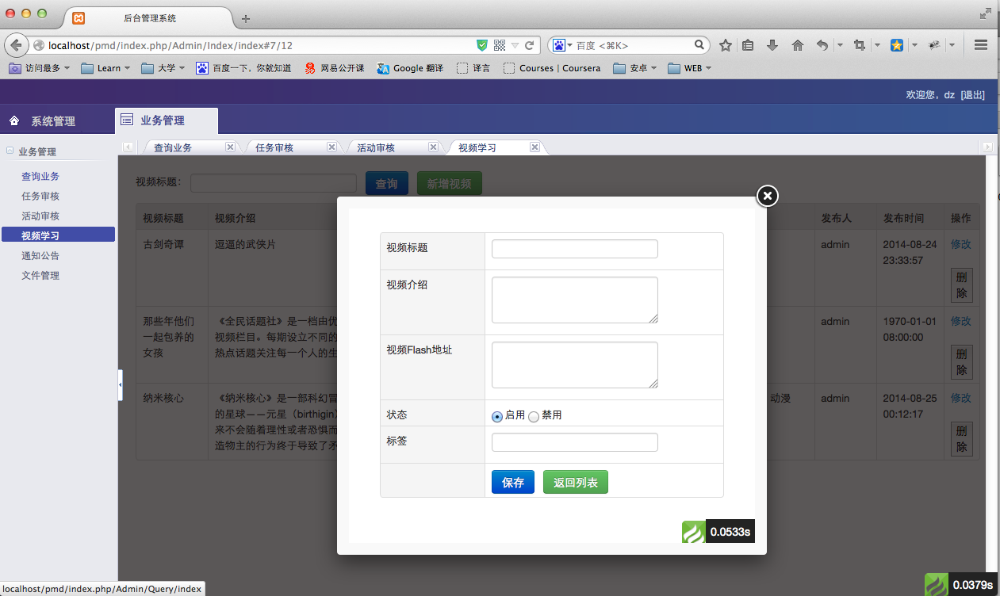 后台管理系统
localhost/pmd/index.php/Admin/Index/index#7/12
百度 <⌘K>
访问最多 Learn 大学 百度一下，你就知道 网易公开课 Google 翻译 译言 Courses | Coursera 安卓 WEB
欢迎您，dz [退出]
系统管理 业务管理
业务管理
查询业务
任务审核
活动审核
视频学习
通知公告
文件管理
查询业务 任务审核 活动审核 视频学习
视频标题： 查询 新增视频
视频标题 视频介绍 发布人 发布时间 操作
古剑奇谭 逗逼的武侠片 admin 2014-08-24 修改
23:33:57
删
除
那些年他们 《全民话题社》是一档由优 admin 1970-01-01 修改
一起包养的 视频栏目。每期设立不同的 08:00:00
女孩 热点话题关注每一个人的生 删
除
纳米核心 《纳米核心》是一部科幻冒 动漫 admin 2014-08-25 修改
的星球——元星（birthigin） 00:12:17
来不会随着理性或者恐惧而 删
造物主的行为终于导致了矛 除
视频标题
视频介绍
视频Flash地址
状态 启用 禁用
标签
保存 返回列表
0.0533s
0.0379s
localhost/pmd/index.php/Admin/Query/index